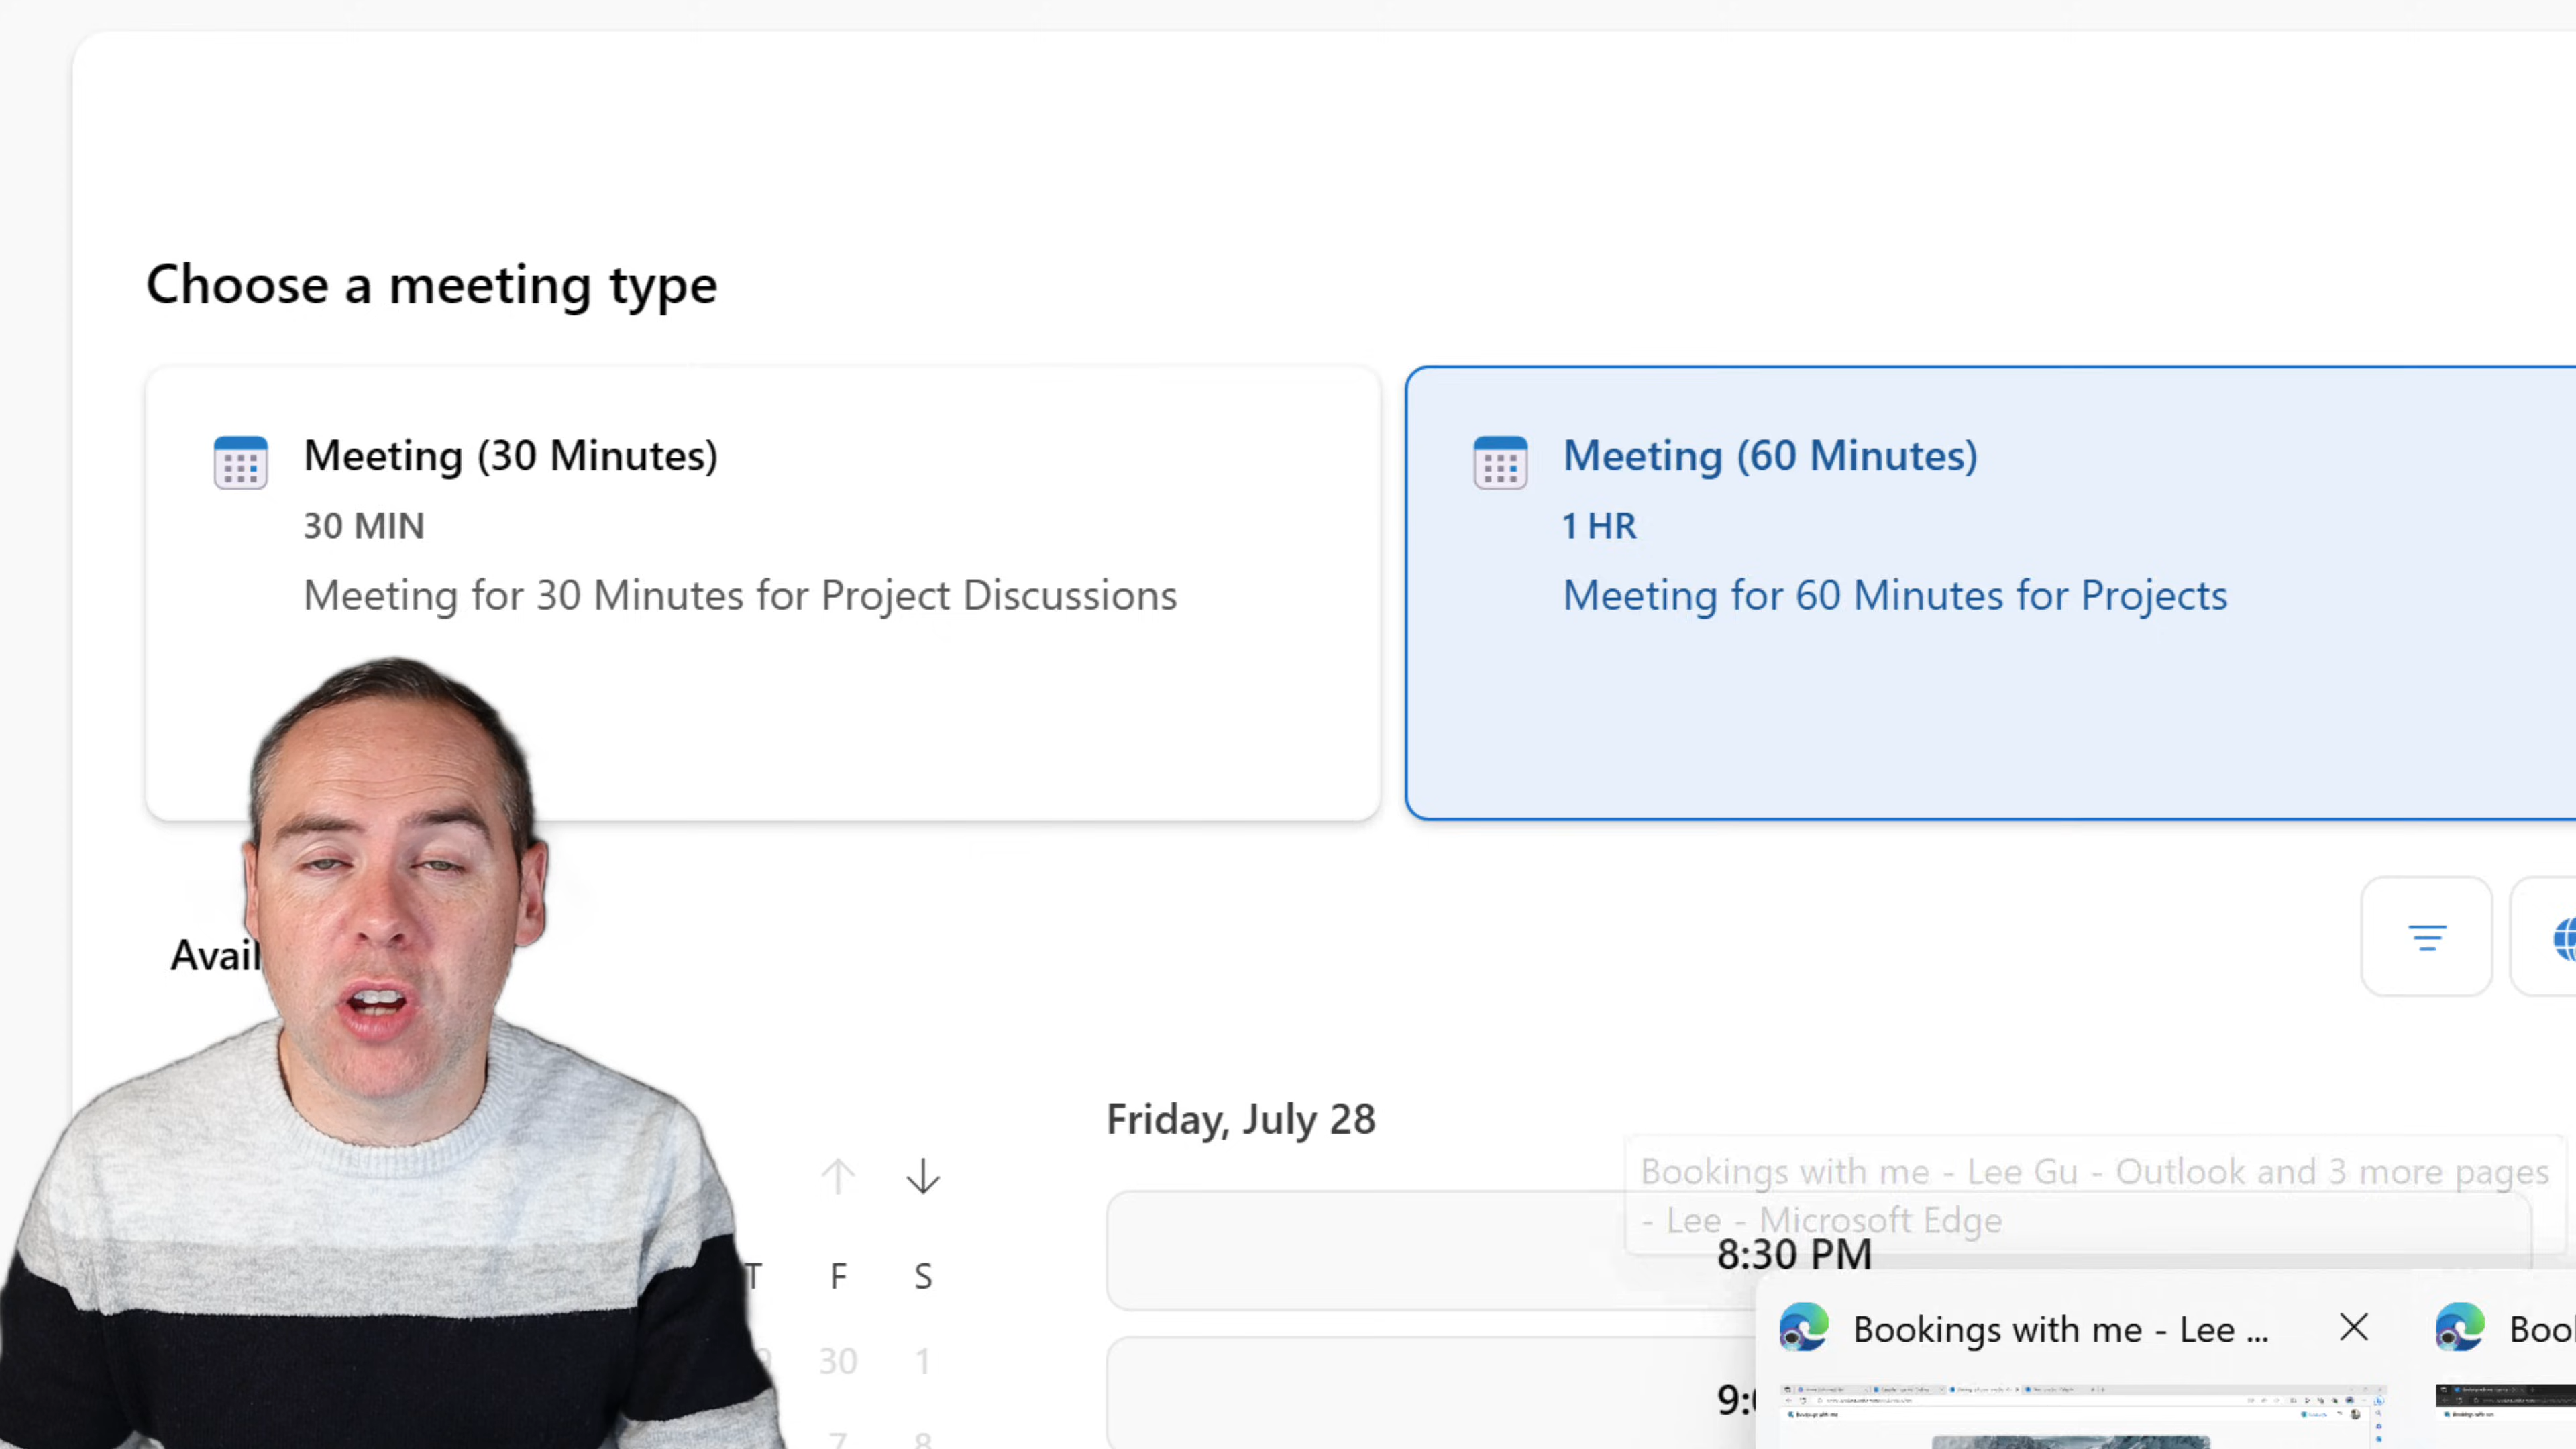 Choose a meeting type
Meeting (30 Minutes)
30 MIN
Meeting for 30 Minutes for Project Discussions
Meeting (60 Minutes)
1 HR
Meeting for 60 Minutes for Projects
Avail
Friday, July 28
T F S
30 1
7 8
8:30 PM
Bookings with me - Lee Gu - Outlook and 3 more pages
- Lee - Microsoft Edge
Bookings with me - Lee ...